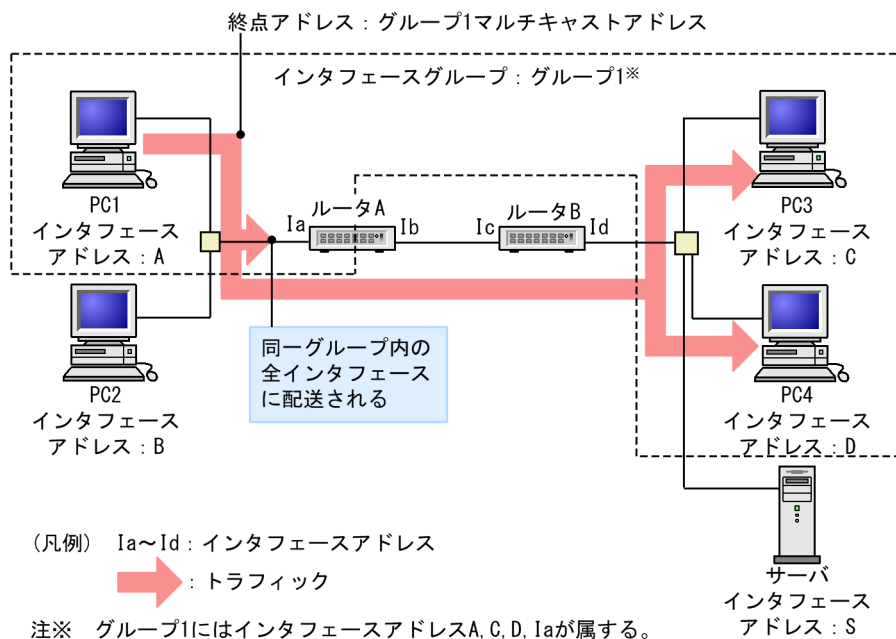 終点アドレス：グループ1マルチキャストアドレス
インタフェースグループ：グループ1※
PC1
インタフェース
アドレス：A
ルータA
Ia
Ib
ルータB
Ic
Id
PC3
インタフェース
アドレス：C
PC2
インタフェース
アドレス：B
同一グループ内の
全インタフェース
に配送される
PC4
インタフェース
アドレス：D
(凡例) Ia～Id：インタフェースアドレス
：トラフィック
サーバ
インタフェース
アドレス：S
注※ グループ1にはインタフェースアドレスA, C, D, Iaが属する。